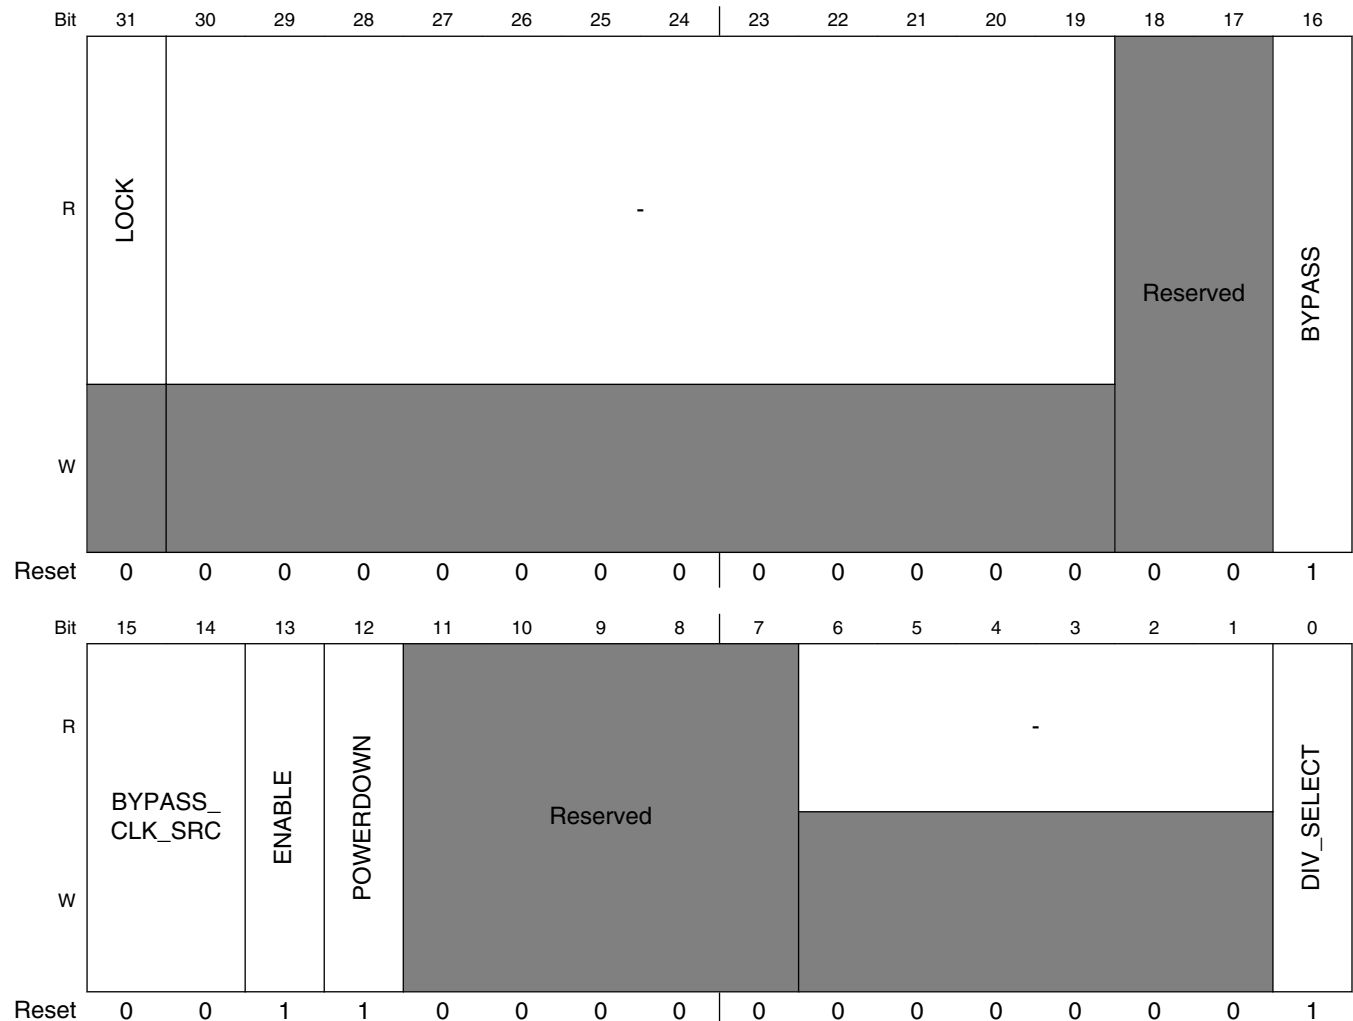 Bit 31 30 29 28 27 26 25 24 23 22 21 20 19 18 17 16
R LOCK - Reserved BYPASS
W
Reset 0 0 0 0 0 0 0 0 0 0 0 0 0 0 0 1
Bit 15 14 13 12 11 10 9 8 7 6 5 4 3 2 1 0
R
BYPASS_
CLK_SRC
ENABLE
POWERDOWN
Reserved
-
DIV_SELECT
W
Reset 0 0 1 1 0 0 0 0 0 0 0 0 0 0 0 1